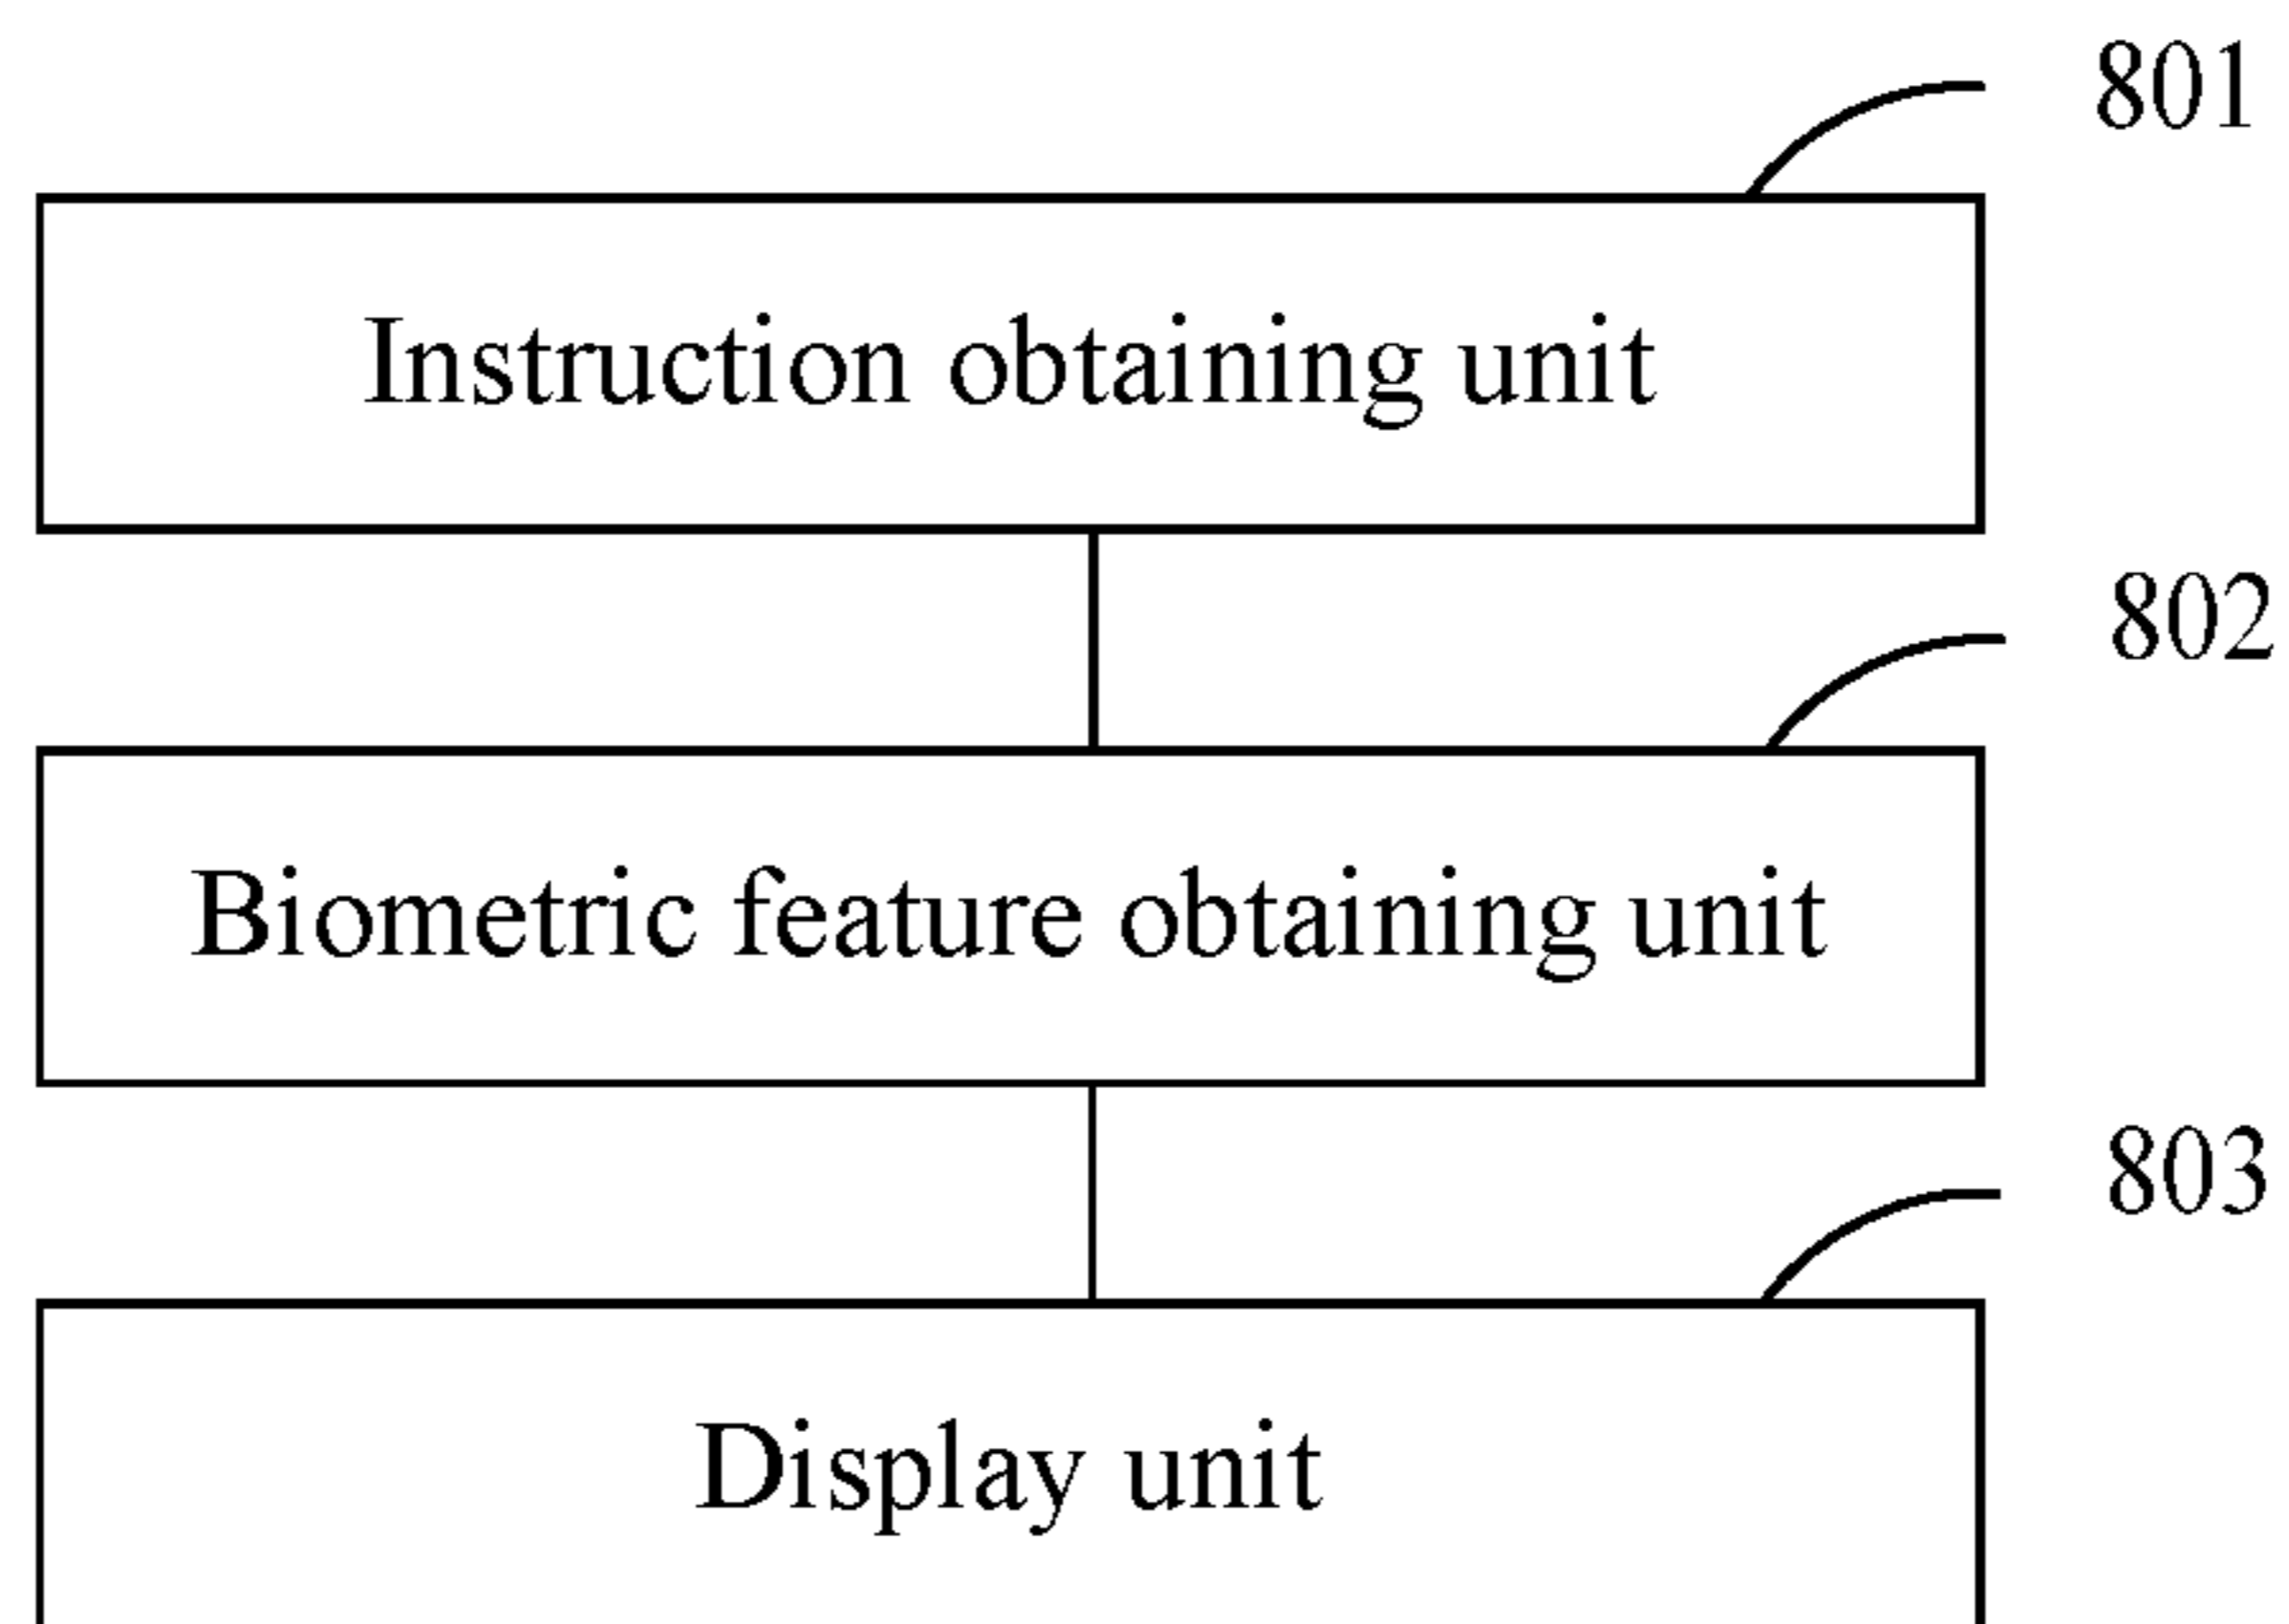 801
Instruction obtaining unit
802
Biometric feature obtaining unit
803
Display unit